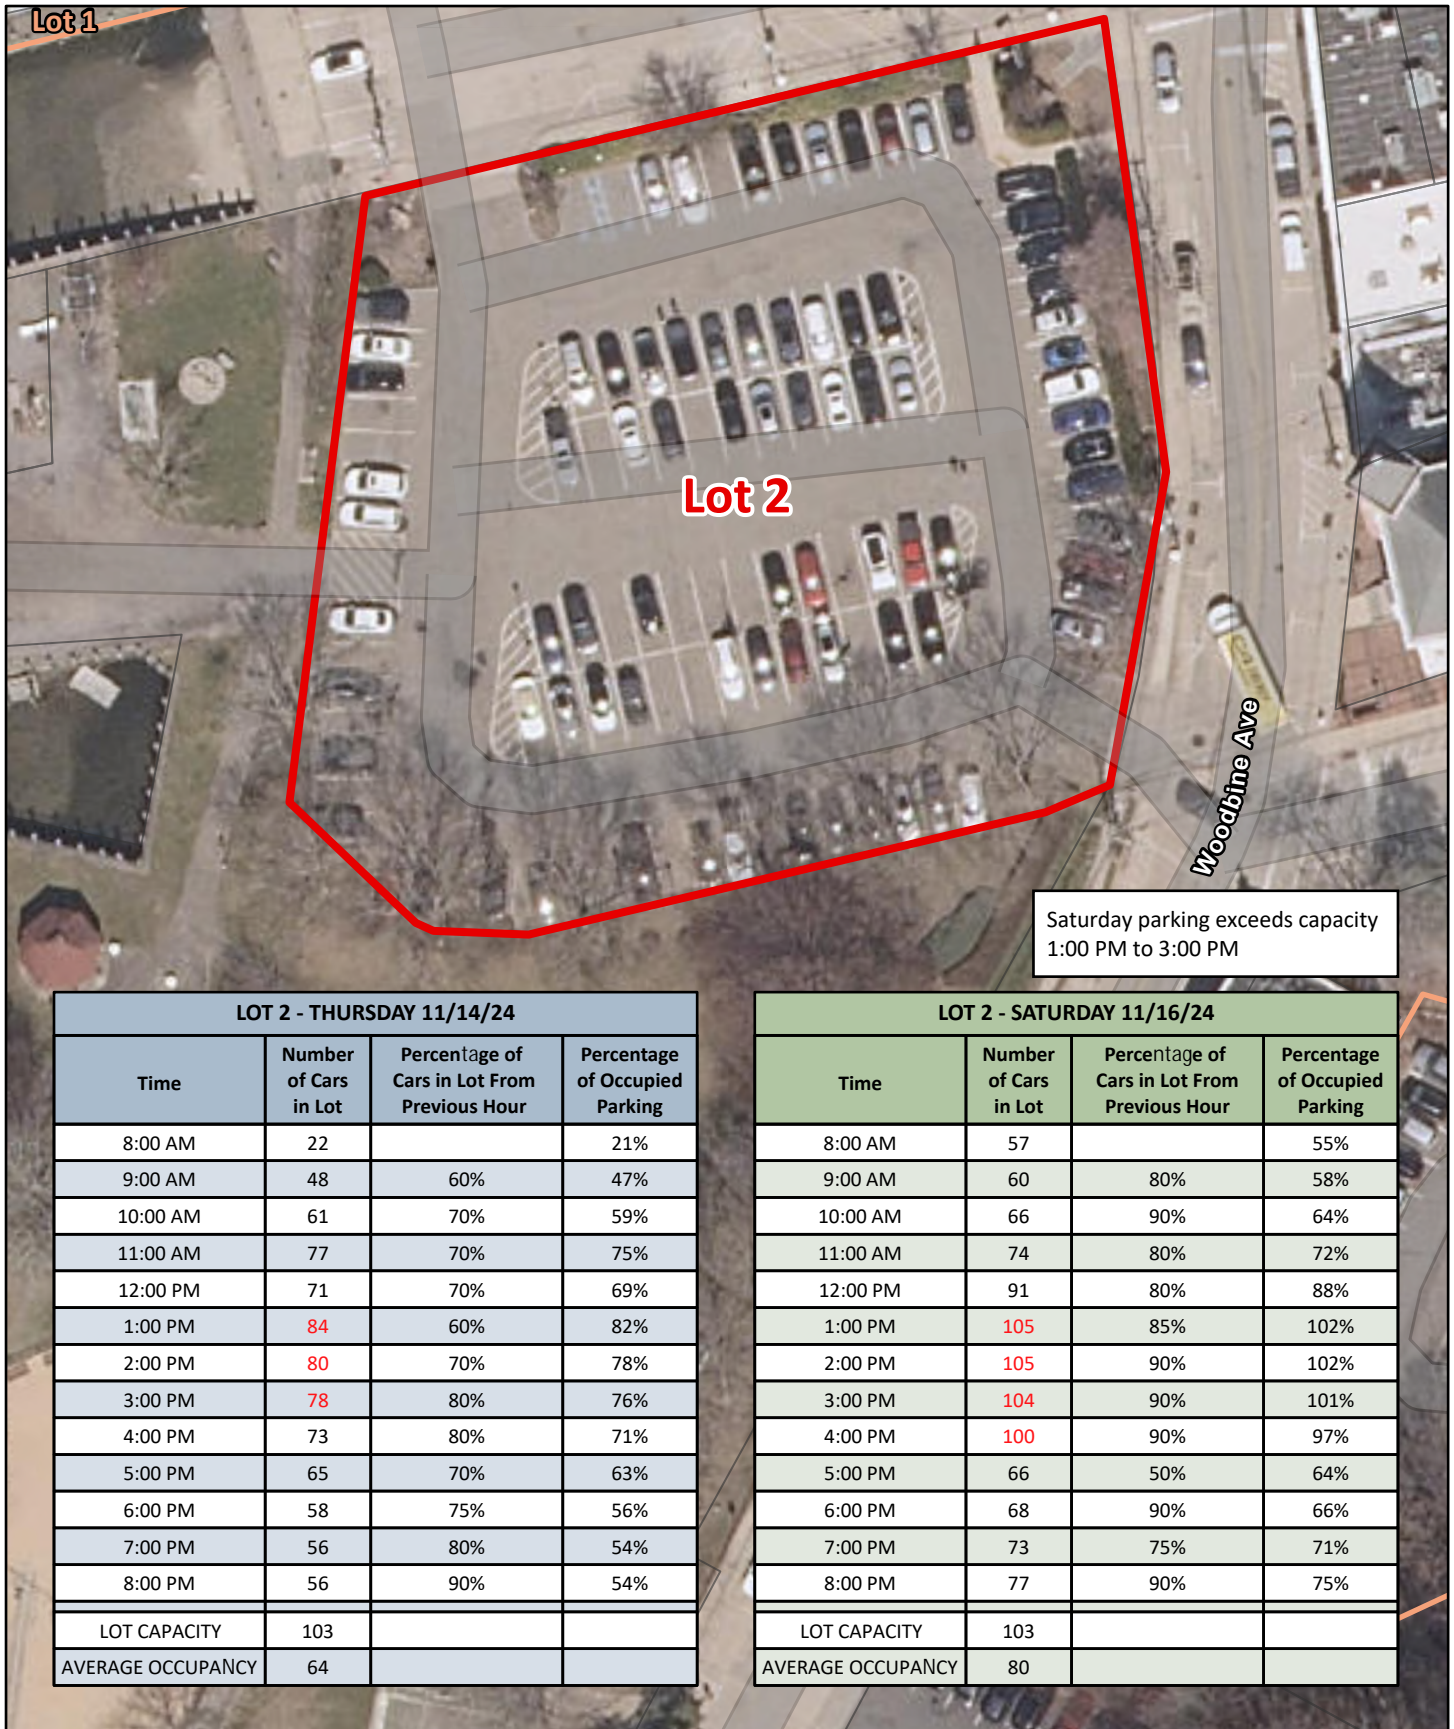 Lot 1
Lot 2
Woodbine Ave
Saturday parking exceeds capacity
1:00 PM to 3:00 PM
LOT 2 - THURSDAY 11/14/24
Time
Number
of Cars
in Lot
Percentage of
Cars in Lot From
Previous Hour
Percentage
of Occupied
Parking
8:00 AM 22 21%
9:00 AM 48 60% 47%
10:00 AM 61 70% 59%
11:00 AM 77 70% 75%
12:00 PM 71 70% 69%
1:00 PM 84 60% 82%
2:00 PM 80 70% 78%
3:00 PM 78 80% 76%
4:00 PM 73 80% 71%
5:00 PM 65 70% 63%
6:00 PM 58 75% 56%
7:00 PM 56 80% 54%
8:00 PM 56 90% 54%
LOT CAPACITY 103
AVERAGE OCCUPANCY 64
LOT 2 - SATURDAY 11/16/24
Time
Number
of Cars
in Lot
Percentage of
Cars in Lot From
Previous Hour
Percentage
of Occupied
Parking
8:00 AM 57 55%
9:00 AM 60 80% 58%
10:00 AM 66 90% 64%
11:00 AM 74 80% 72%
12:00 PM 91 80% 88%
1:00 PM 105 85% 102%
2:00 PM 105 90% 102%
3:00 PM 104 90% 101%
4:00 PM 100 90% 97%
5:00 PM 66 50% 64%
6:00 PM 68 90% 66%
7:00 PM 73 75% 71%
8:00 PM 77 90% 75%
LOT CAPACITY 103
AVERAGE OCCUPANCY 80